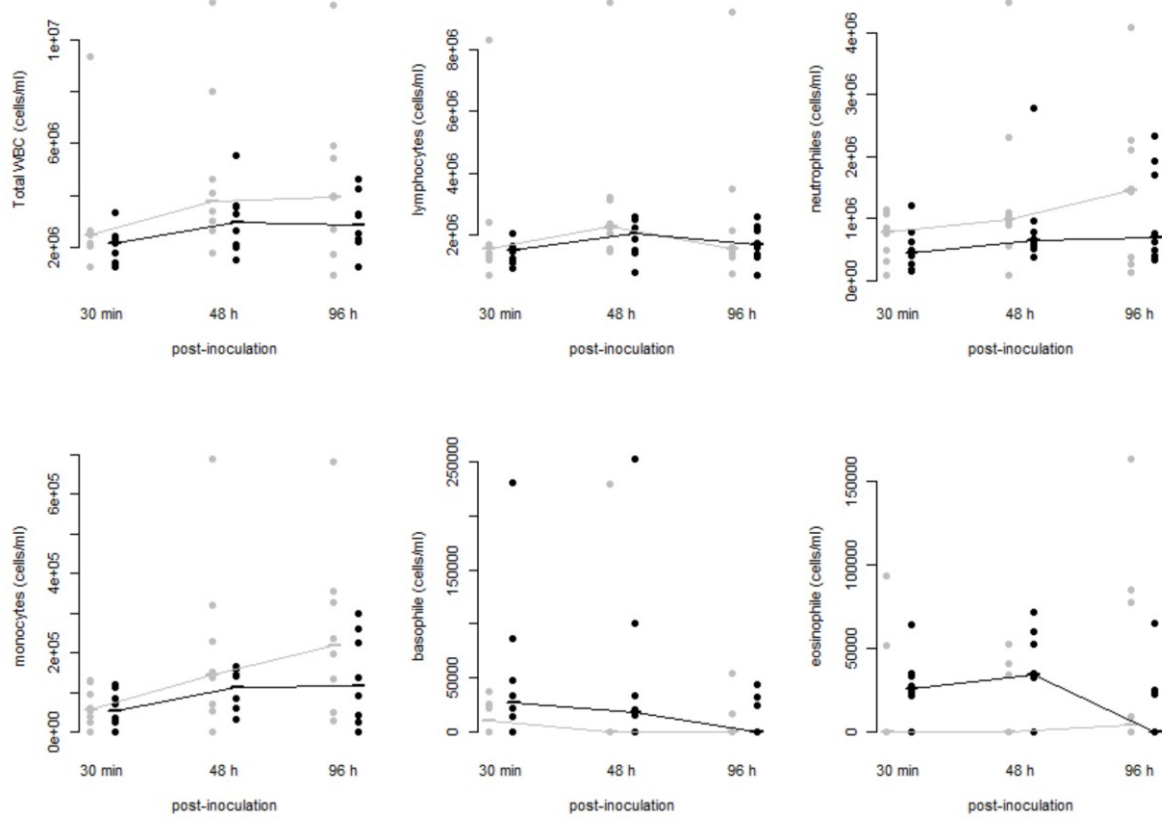 Total WBC (cells/ml)
1e+07
6e+06
2e+06
30 min 48 h 96 h
post-inoculation
lymphocytes (cells/ml)
8e+06
6e+06
4e+06
2e+06
30 min 48 h 96 h
post-inoculation
neutrophiles (cells/ml)
4e+06
3e+06
2e+06
1e+06
0e+00
30 min 48 h 96 h
post-inoculation
monocytes (cells/ml)
6e+05
4e+05
2e+05
0e+00
30 min 48 h 96 h
post-inoculation
basophile (cells/ml)
250000
150000
50000
0
30 min 48 h 96 h
post-inoculation
eosinophile (cells/ml)
150000
100000
50000
0
30 min 48 h 96 h
post-inoculation